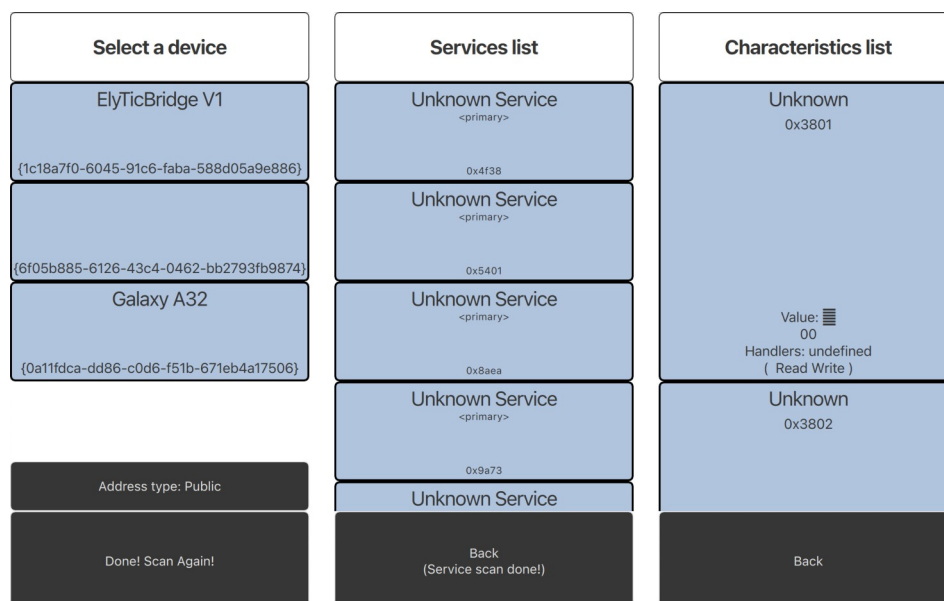 Select a device
ElyTicBridge V1
{1c18a7f0-6045-91c6-faba-588d05a9e886}
{6f05b885-6126-43c4-0462-bb2793fb9874}
Galaxy A32
{0a11fdca-dd86-c0d6-f51b-671eb4a17506}
Address type: Public
Done! Scan Again!
Services list
Unknown Service
<primary>
0x4f38
Unknown Service
<primary>
0x5401
Unknown Service
<primary>
0x8aea
Unknown Service
<primary>
0x9a73
Unknown Service
Back
(Service scan done!)
Characteristics list
Unknown
0x3801
Value:
00
Handlers: undefined
( Read Write )
Unknown
0x3802
Back